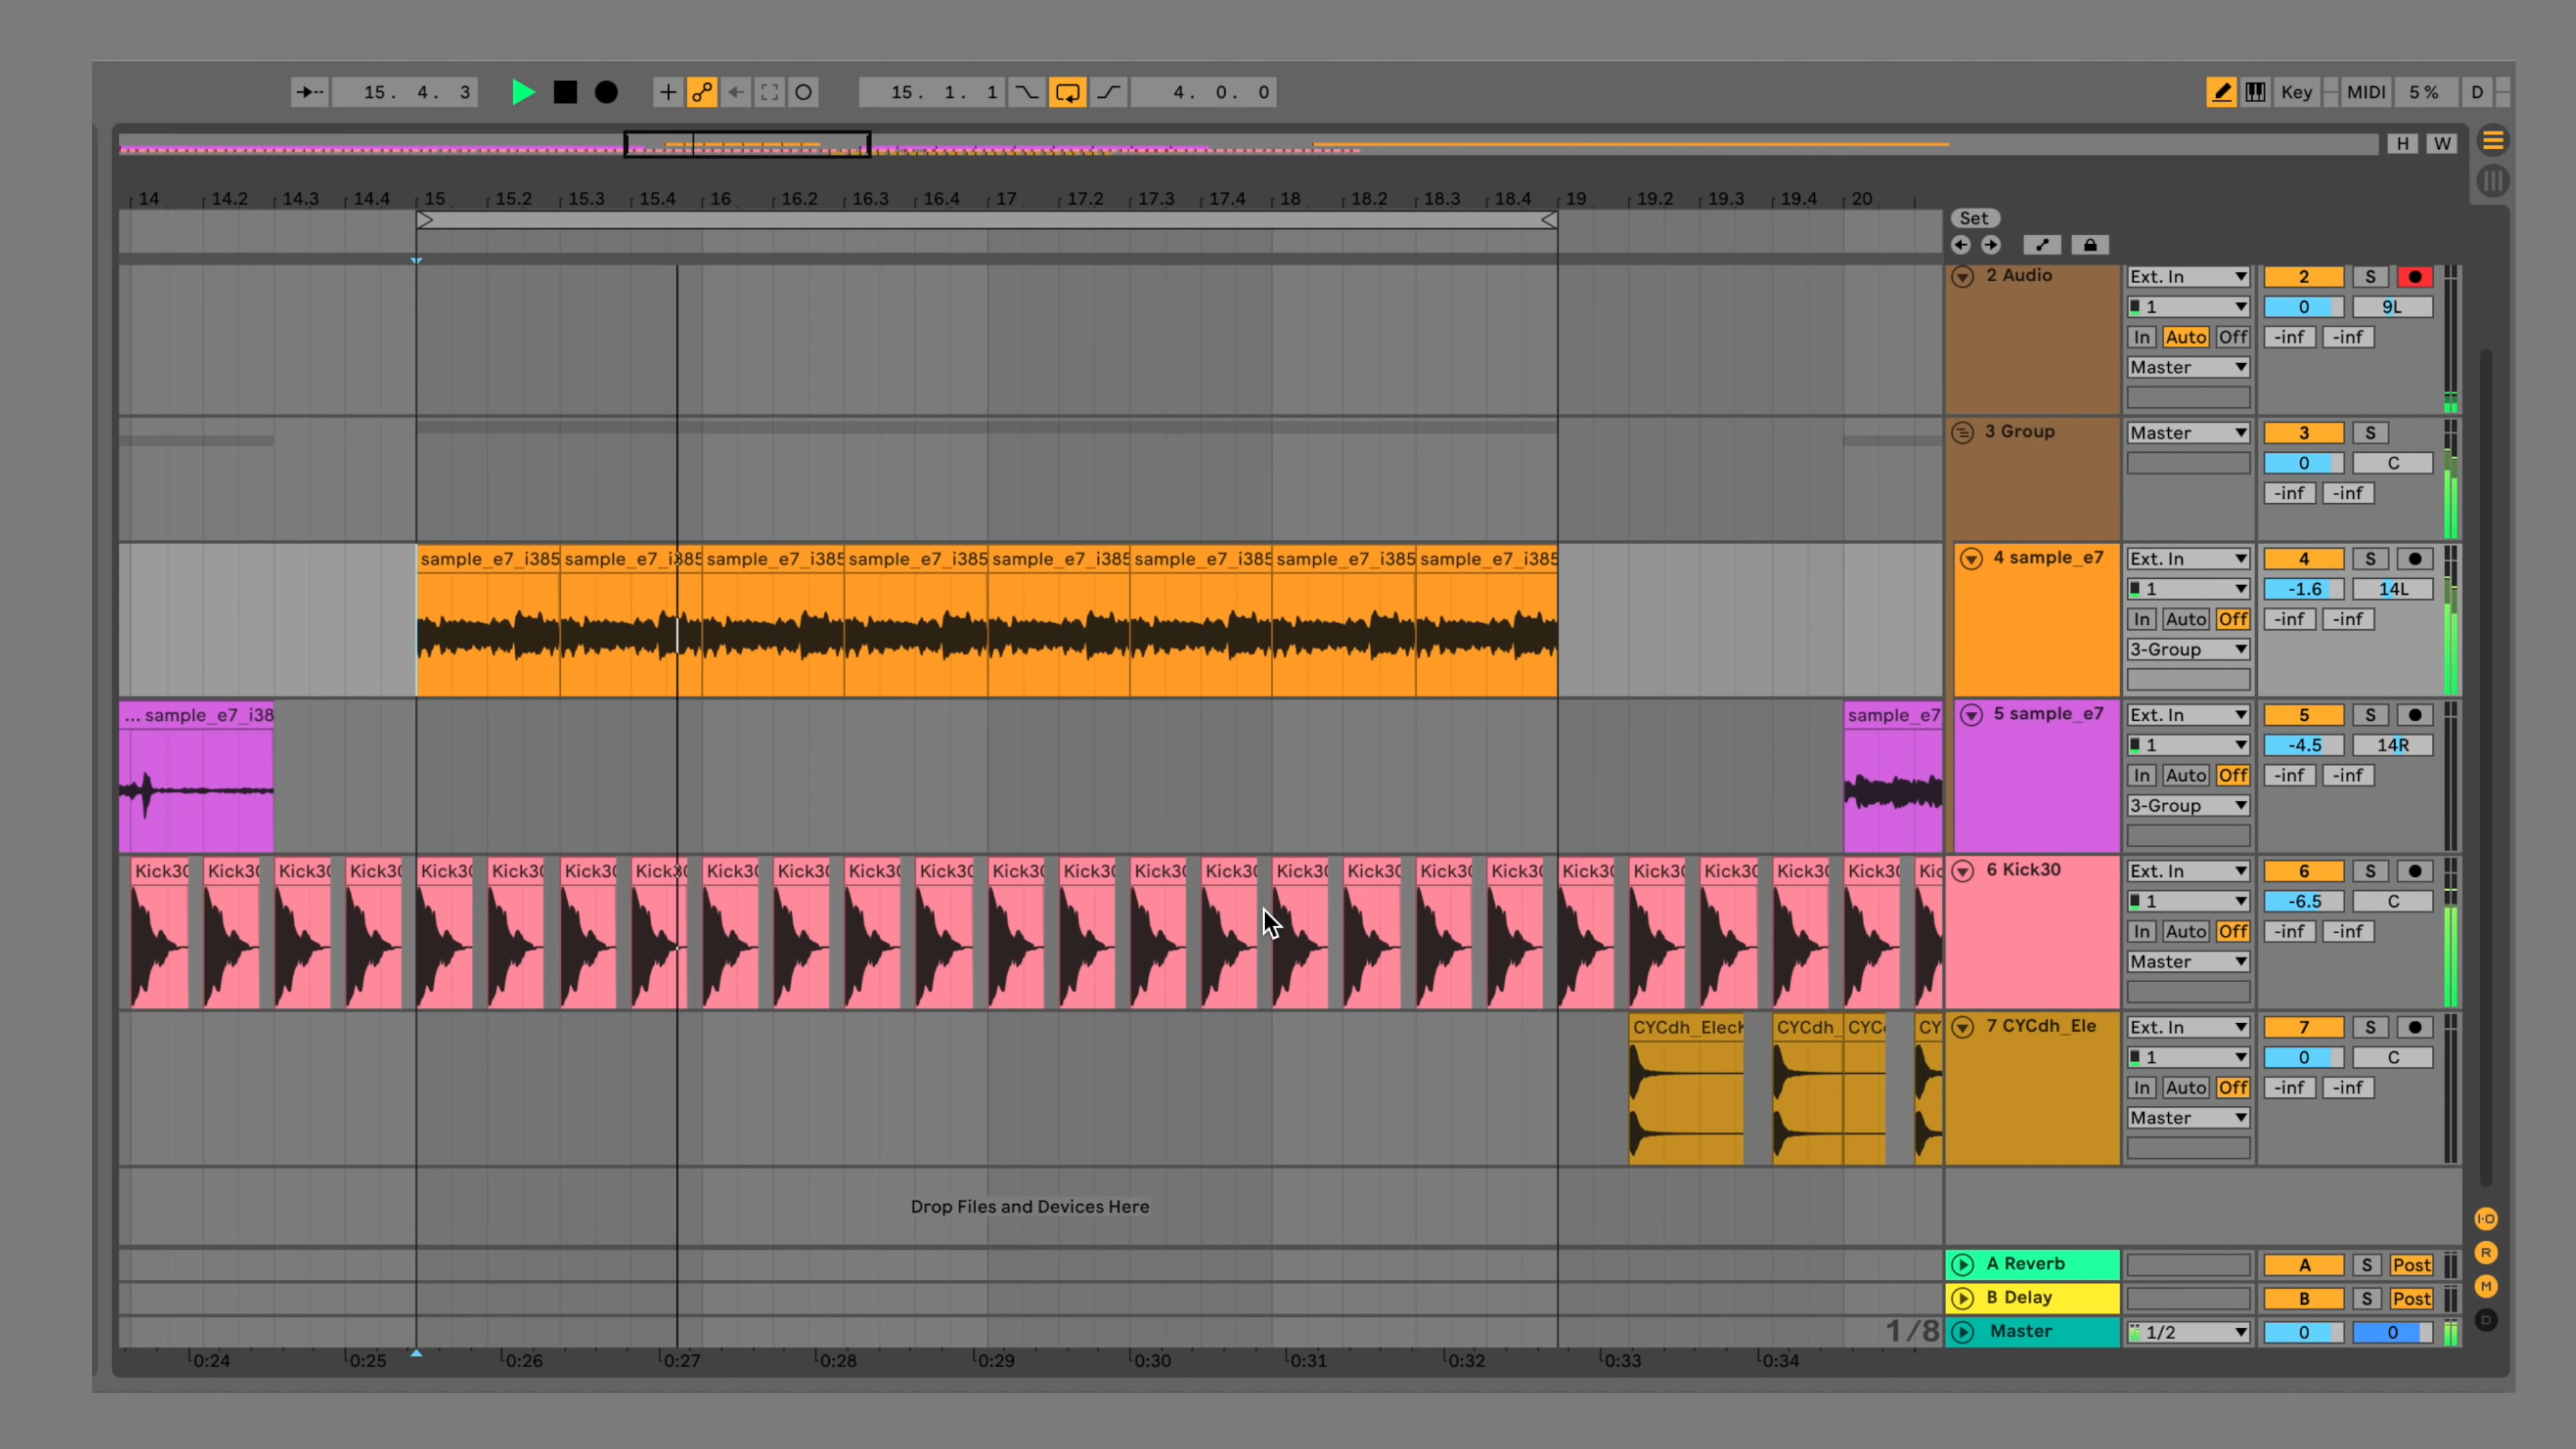 15. 4. 3 15. 1. 1 4. 0. 0 Key MIDI 5 % D
H W
14 14.2 14.3 14.4 15 15.2 15.3 15.4 16 16.2 16.3 16.4 17 17.2 17.3 17.4 18 18.2 18.3 18.4 19 19.2 19.3 19.4 20
Set
2 Audio Ext. In 2 S
1 0 9L
In Auto Off -inf -inf
Master
3 Group Master 3 S
0 C
-inf -inf
sample_e7_i385 sample_e7_i385 sample_e7_i385 sample_e7_i385 sample_e7_i385 sample_e7_i385 sample_e7_i385 sample_e7_i385 4 sample_e7 Ext. In 4 S
1 -1.6 14L
In Auto Off -inf -inf
3-Group
... sample_e7_i38 sample_e7 5 sample_e7 Ext. In 5 S
1 -4.5 14R
In Auto Off -inf -inf
3-Group
Kick30 Kick30 Kick30 Kick30 Kick30 Kick30 Kick30 Kick30 Kick30 Kick30 Kick30 Kick30 Kick30 Kick30 Kick30 Kick30 Kick30 Kick30 Kick30 Kick30 Kick30 Kick30 Kick30 Kick30 Kick30 Kic 6 Kick30 Ext. In 6 S
1 -6.5 C
In Auto Off -inf -inf
Master
CYCdh_Eleck CYCdh_ CYC CY 7 CYCdh_Ele Ext. In 7 S
1 0 C
In Auto Off -inf -inf
Master
Drop Files and Devices Here
I·O
R
A Reverb A S Post
M
B Delay B S Post
D
1/8 Master 1/2 0 0
0:24 0:25 0:26 0:27 0:28 0:29 0:30 0:31 0:32 0:33 0:34